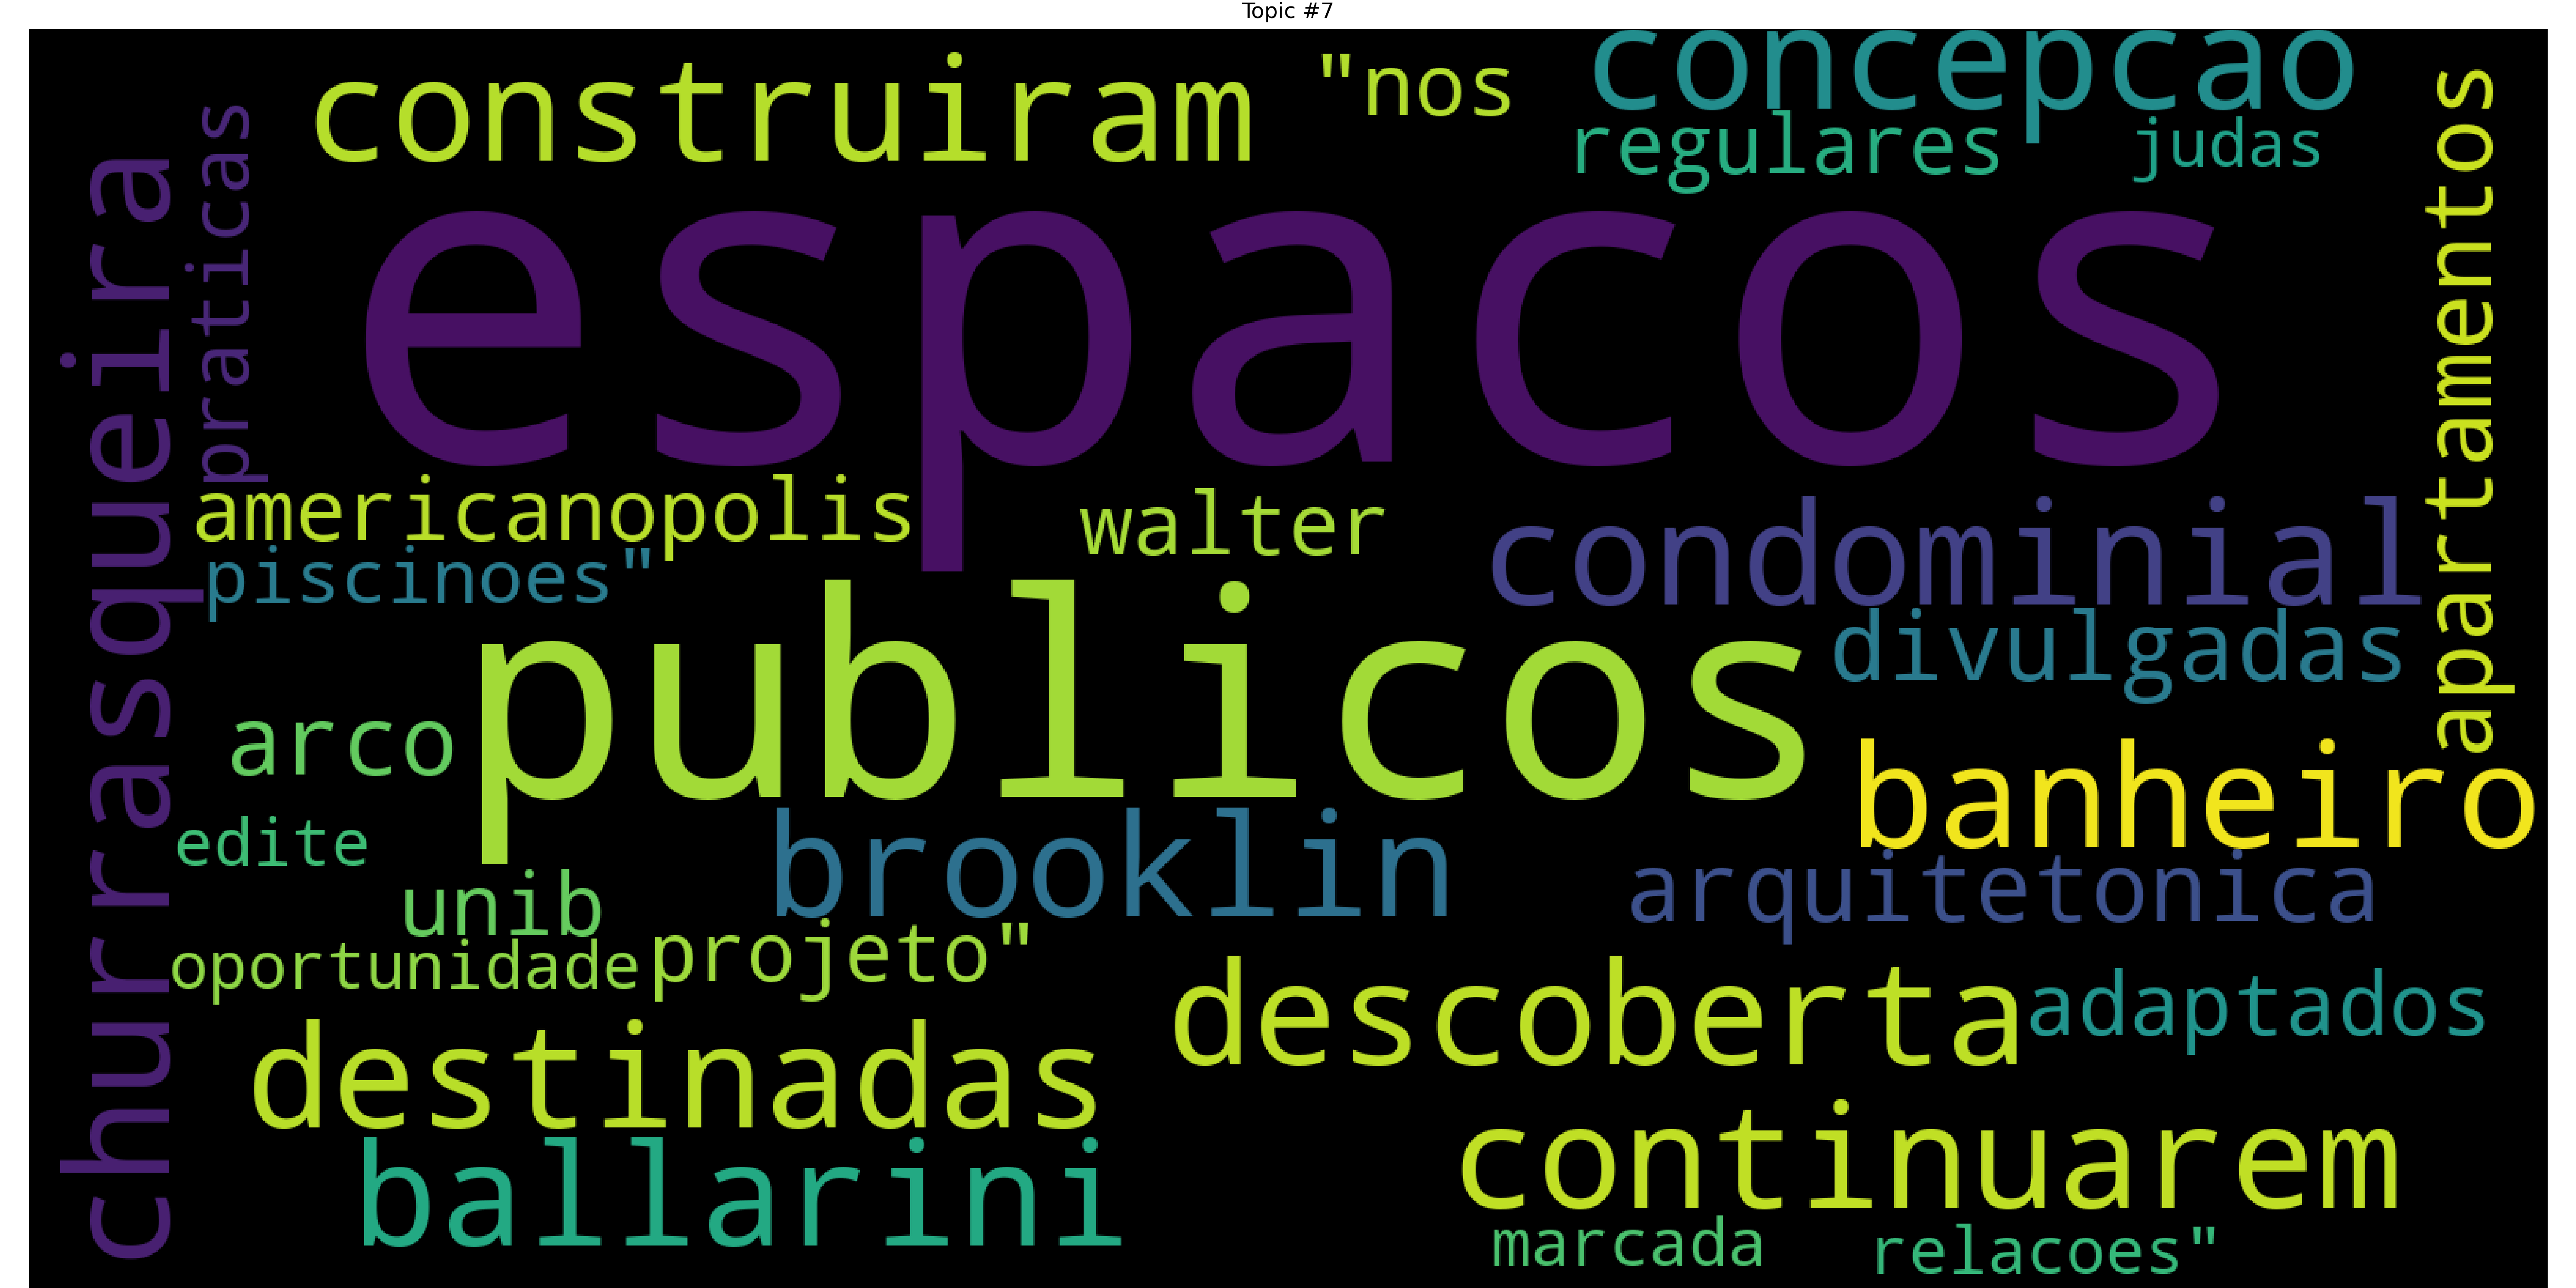 Topic #7
construiram
"nos
concepcao
regulares
judas
apartamentos
churrasqueira
praticas
espacos
americanopolis
walter
condominial
piscinoes"
publicos
divulgadas
arco
banheiro
edite
brooklin
unib
arquitetonica
oportunidade
projeto"
descoberta
adaptados
destinadas
continuarem
ballarini
marcada
relacoes"